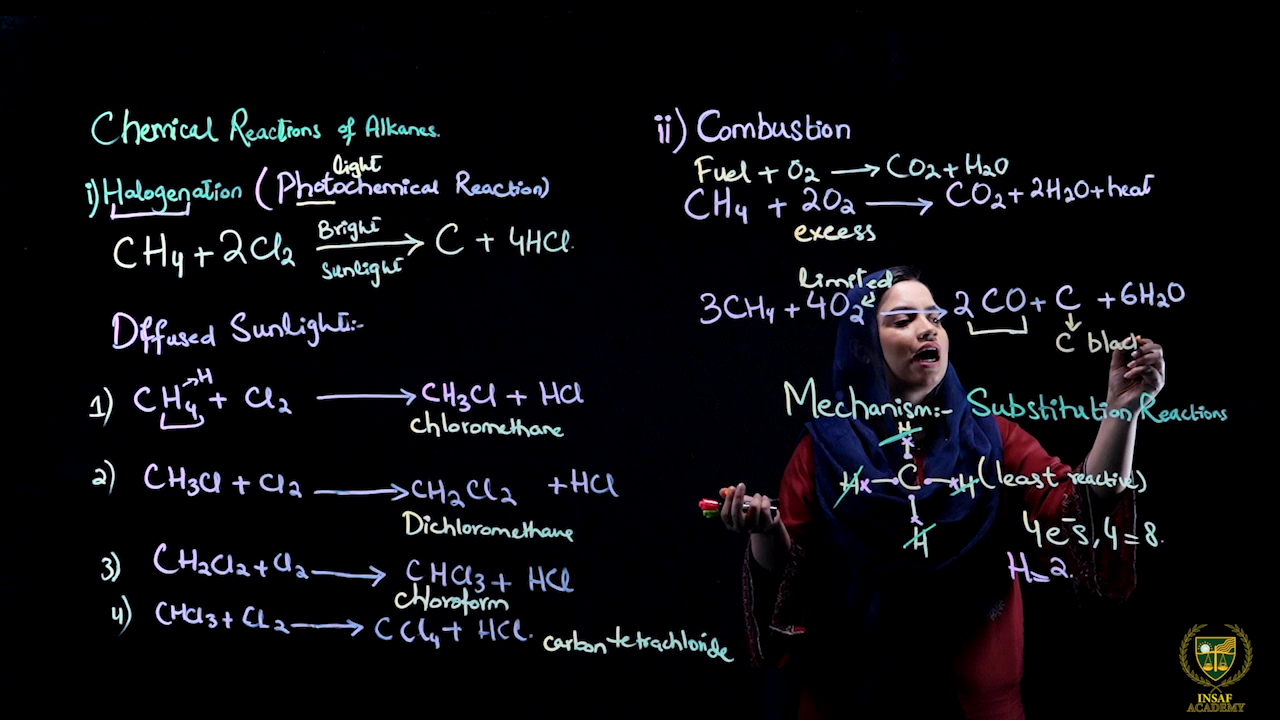 Chemical Reactions of Alkanes.
light
i) Halogenation (Photochemical Reaction)
Bright
CH4 + 2Cl2 → C + 4HCl.
Sunlight
Diffused Sunlight:-
H
1) CH4 + Cl2 → CH3Cl + HCl
chloromethane
2) CH3Cl + Cl2 → CH2Cl2 + HCl
Dichloromethane
3) CH2Cl2 + Cl2 → CHCl3 + HCl
chloroform
4) CHCl3 + CL2 → CCl4 + HCl.
carbontetrachloride
ii) Combustion
Fuel + O2 → CO2 + H2O
CH4 + 2O2 → CO2 + 2H2O + heat
excess
limited
3CH4 + 4O2 → 2CO + C + 6H2O
C black
Mechanism:- Substitution Reactions
H
H C H (least reactive)
H
4e-s, 4 = 8.
H = 2.
INSAF
ACADEMY